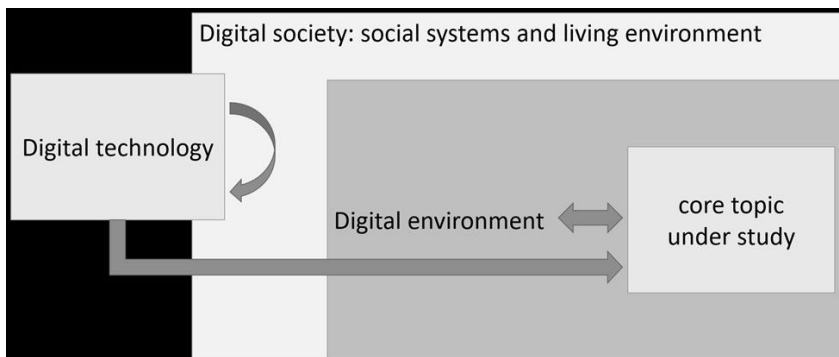 Digital society: social systems and living environment
Digital technology
Digital environment
core topic
under study